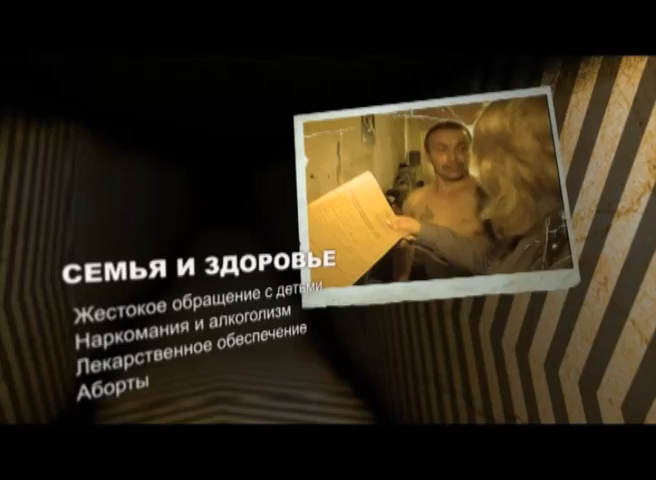 СЕМЬЯ И ЗДОРОВЬЕ
Жестокое обращение с детьми
Наркомания и алкоголизм
Лекарственное обеспечение
Аборты